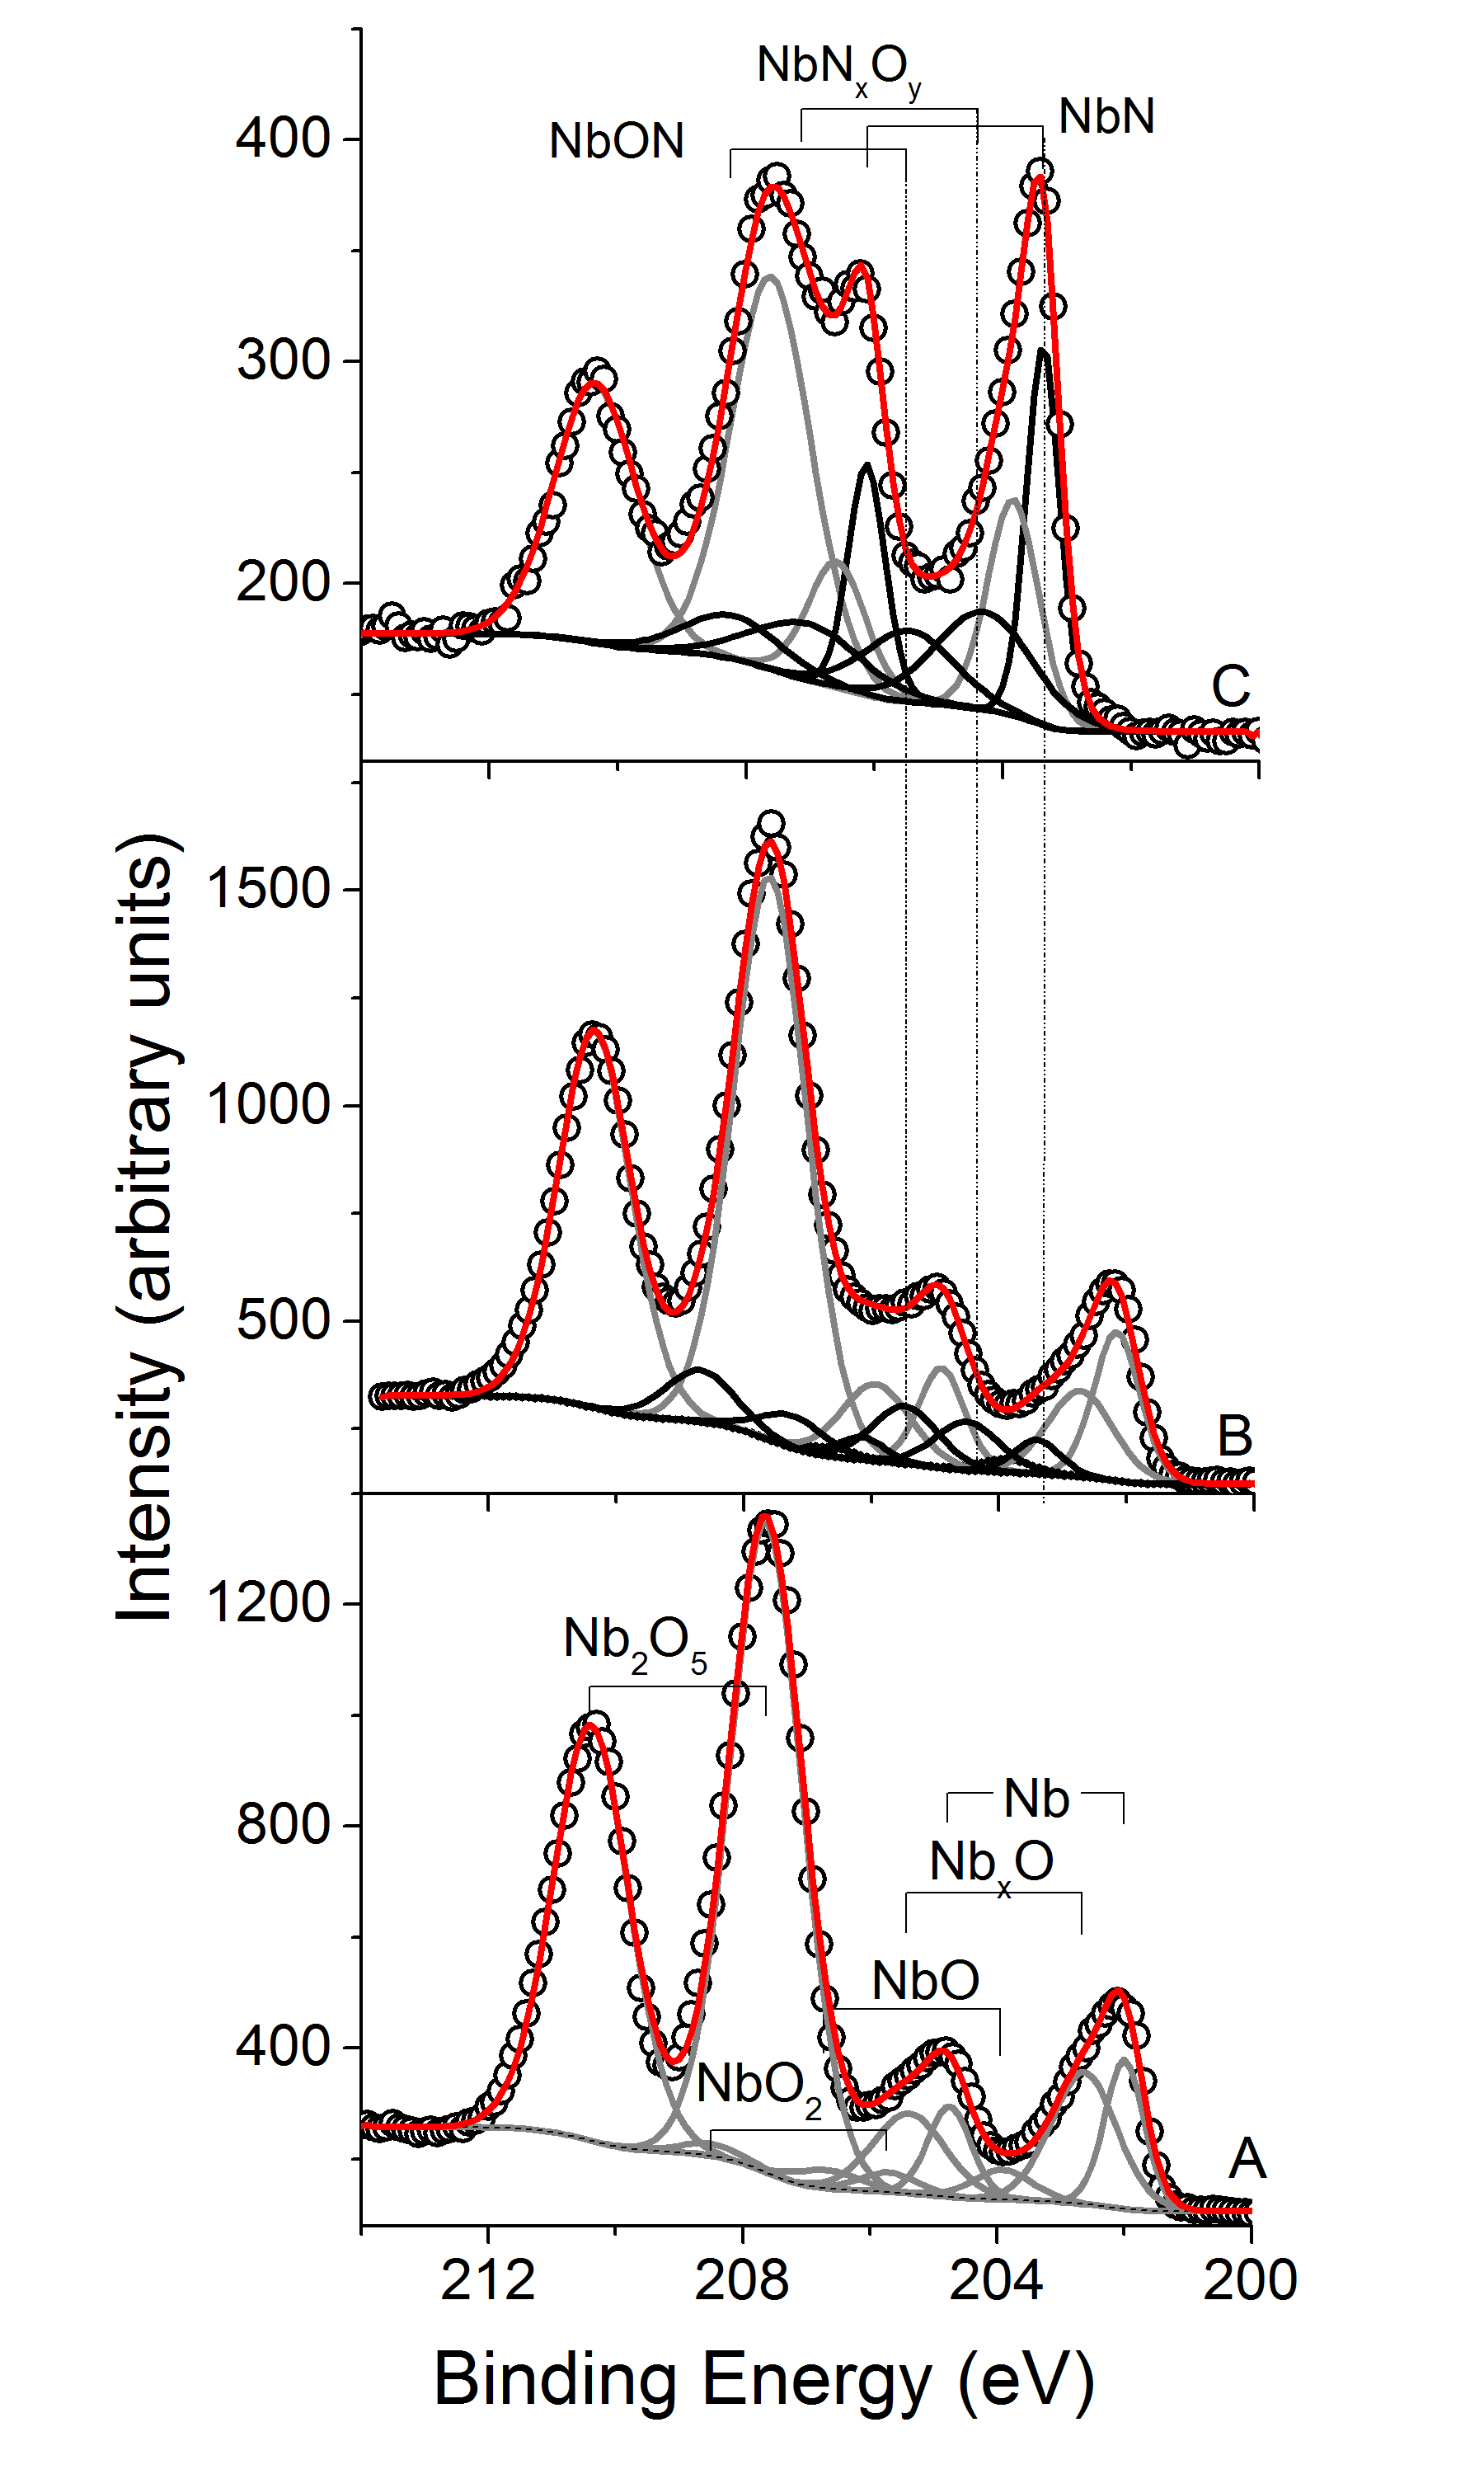 NbNxOy
NbN
NbON
400
300
200
C
Intensity (arbitrary units)
1500
1000
500
B
1200
Nb2O5
800
Nb
NbxO
NbO
400
NbO2
A
212 208 204 200
Binding Energy (eV)